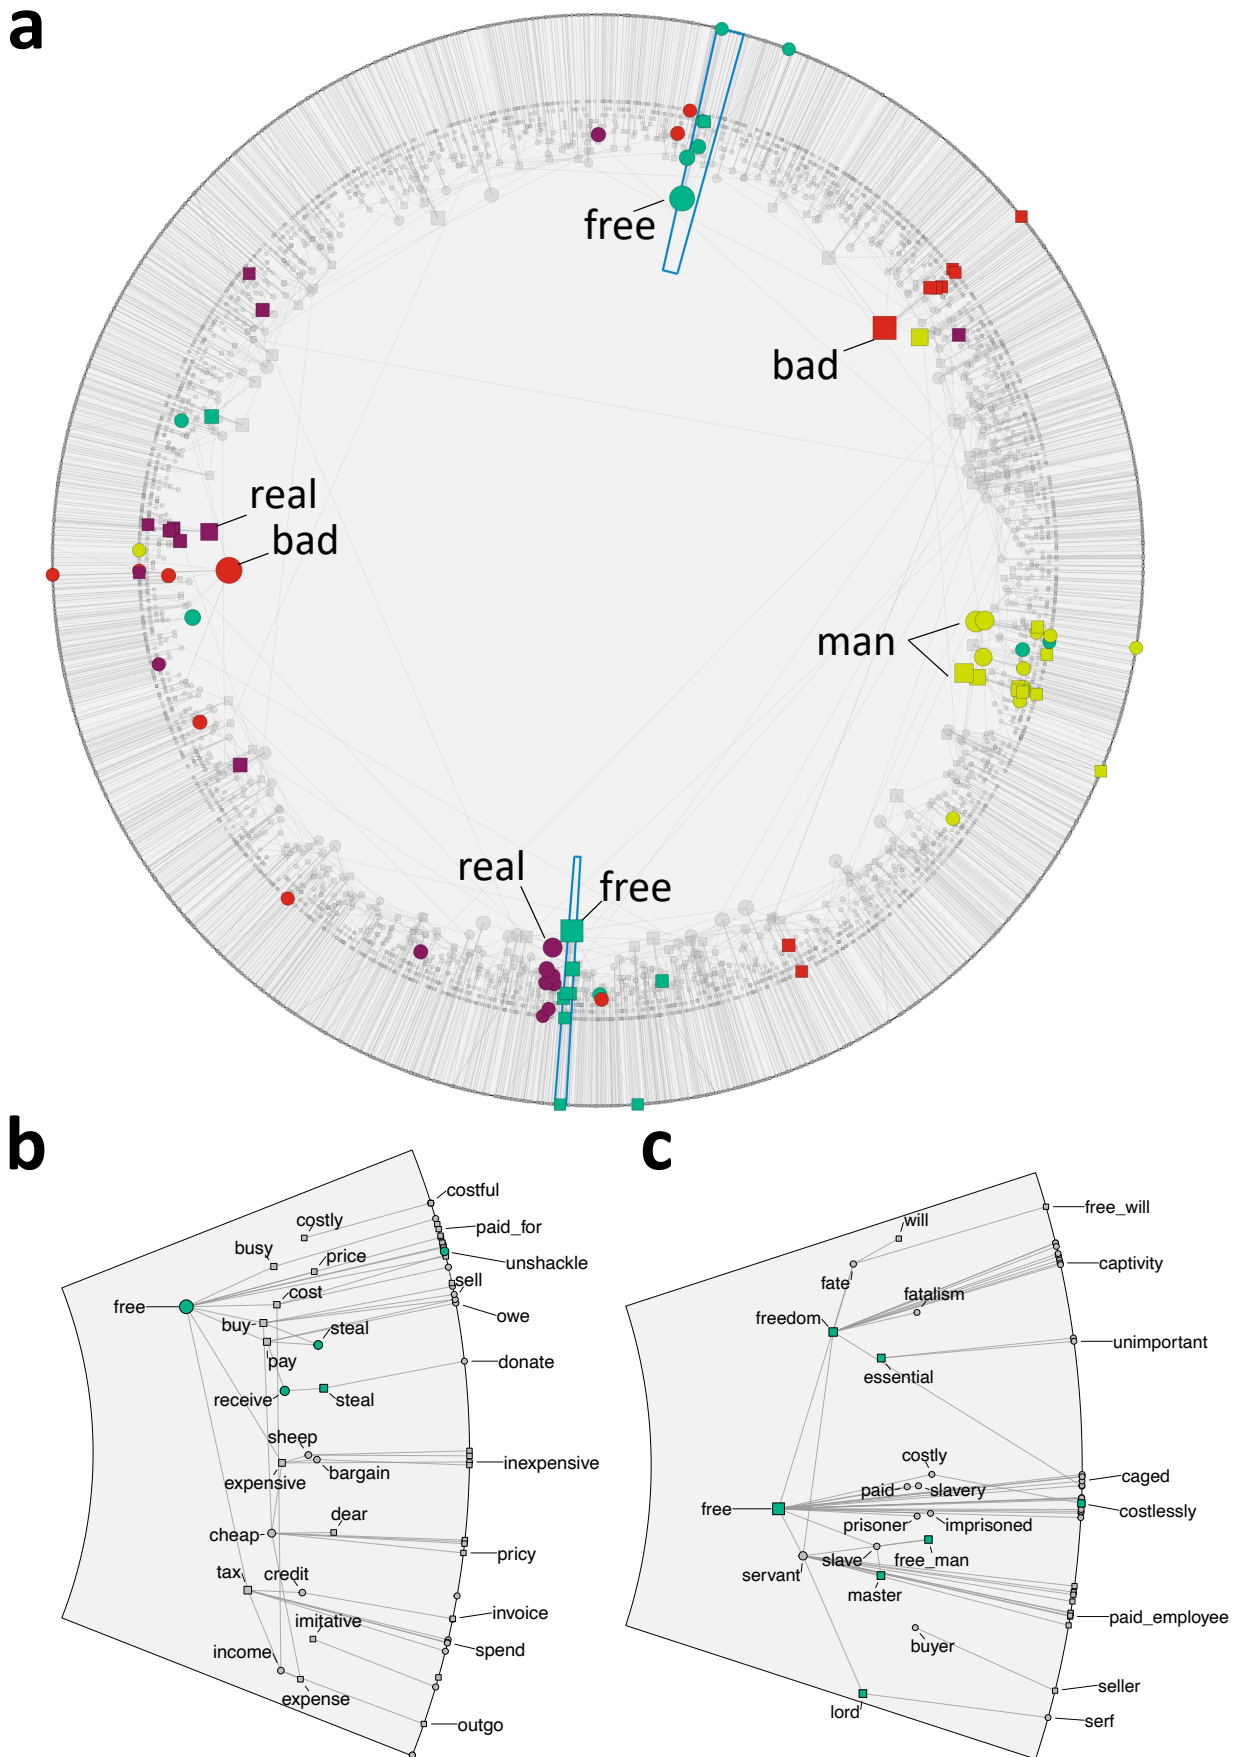 a
free
bad
real
bad
man
real
free
b
costful
costly
paid_for
busy
price
unshackle
sell
free
cost
owe
buy
steal
pay
donate
receive
steal
sheep
inexpensive
expensive
bargain
dear
cheap
pricy
tax
credit
invoice
imitative
spend
income
expense
outgo
c
free_will
will
captivity
fate
fatalism
freedom
unimportant
essential
costly
caged
paid
slavery
free
costlessly
prisoner
imprisoned
slave
free_man
servant
master
paid_employee
buyer
seller
lord
serf